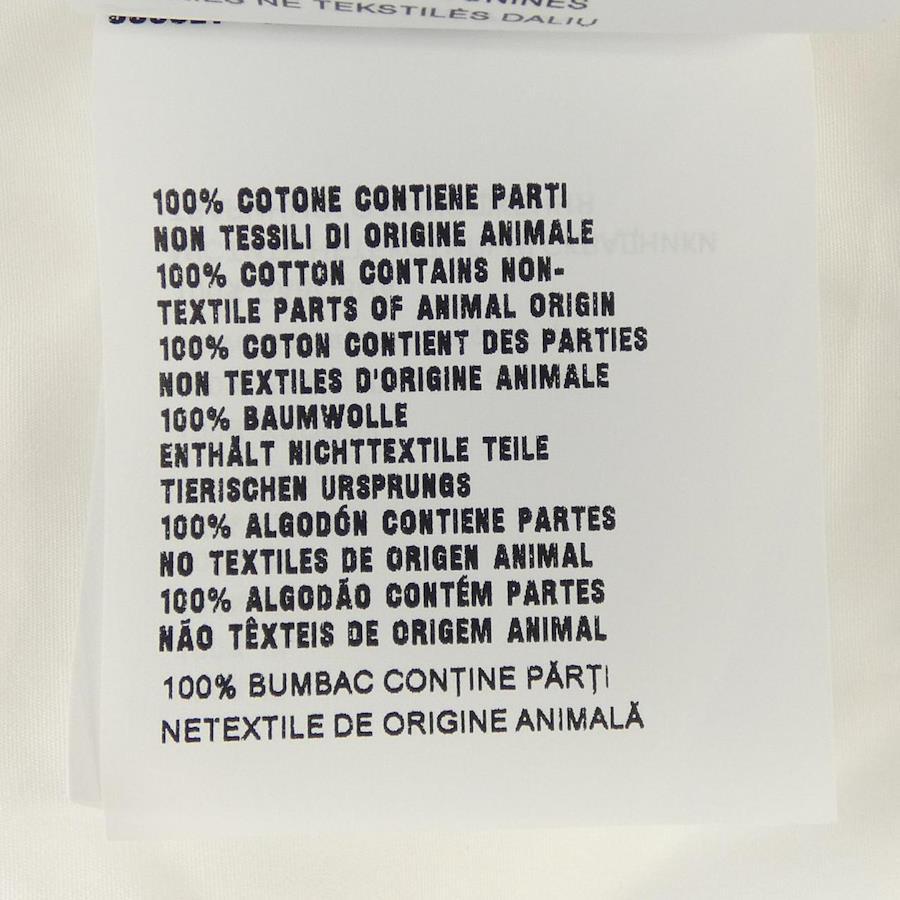 NE TEKSTILĖS DALIŲ
100% COTONE CONTIENE PARTI
NON TESSILI DI ORIGINE ANIMALE
100% COTTON CONTAINS NON-
TEXTILE PARTS OF ANIMAL ORIGIN
100% COTON CONTIENT DES PARTIES
NON TEXTILES D'ORIGINE ANIMALE
100% BAUMWOLLE
ENTHÄLT NICHTTEXTILE TEILE
TIERISCHEN URSPRUNGS
100% ALGODÓN CONTIENE PARTES
NO TEXTILES DE ORIGEN ANIMAL
100% ALGODÃO CONTÉM PARTES
NÃO TÊXTEIS DE ORIGEM ANIMAL
100% BUMBAC CONȚINE PĂRȚI
NETEXTILE DE ORIGINE ANIMALĂ